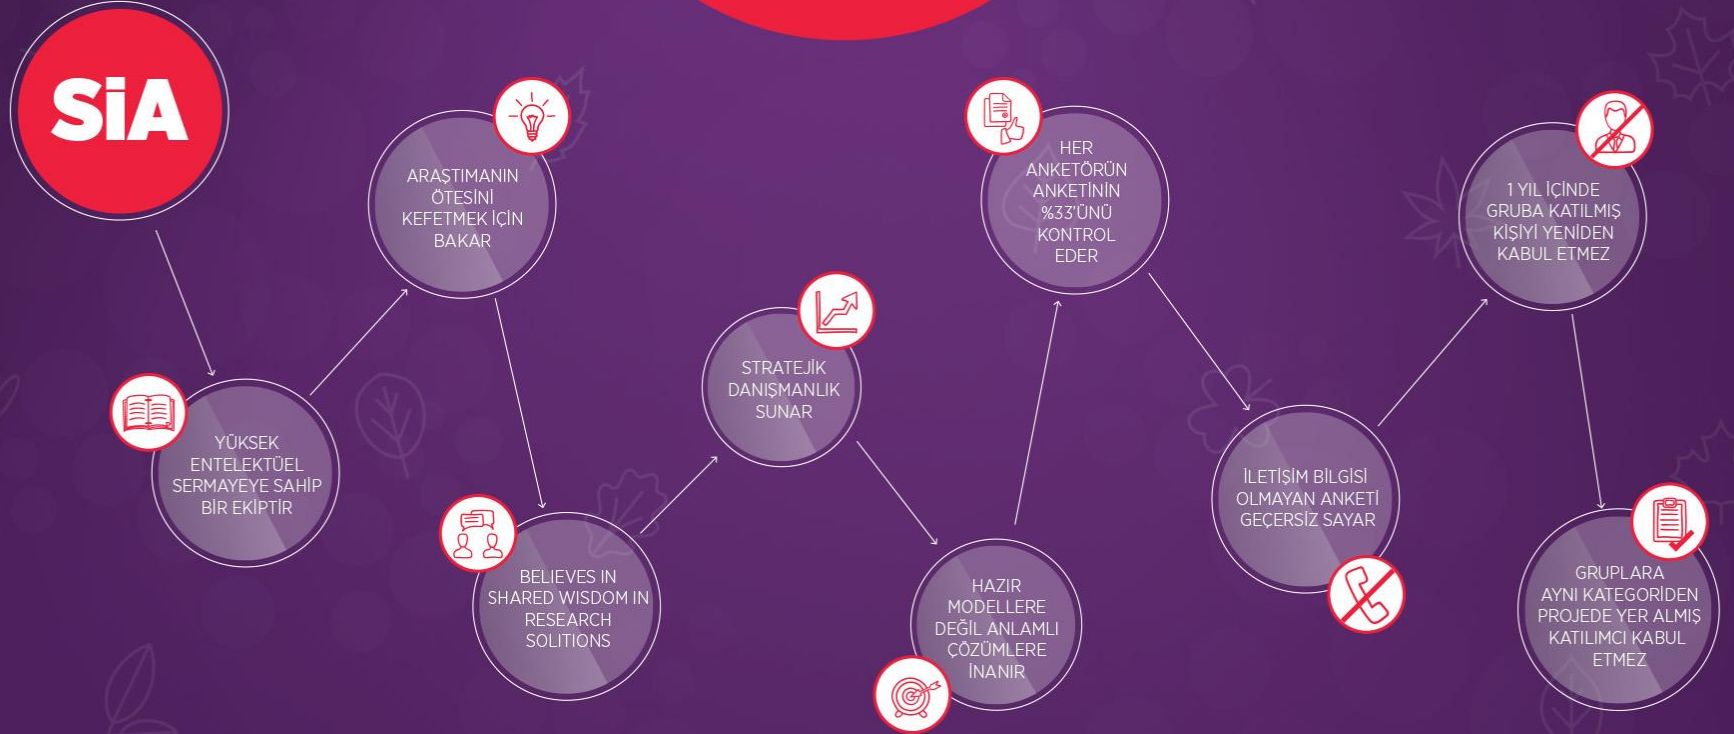 SiA
YÜKSEK
ENTELEKTÜEL
SERMAYEYE SAHİP
BİR EKİPTİR
ARAŞTIMANIN
ÖTESİNİ
KEFETMEK İÇİN
BAKAR
BELIEVES IN
SHARED WISDOM IN
RESEARCH
SOLITIONS
STRATEJİK
DANIŞMANLIK
SUNAR
HAZIR
MODELLERE
DEĞİL ANLAMLI
ÇÖZÜMLERE
İNANIR
HER
ANKETÖRÜN
ANKETİNİN
%33'ÜNÜ
KONTROL
EDER
İLETİŞİM BİLGİSİ
OLMAYAN ANKETİ
GEÇERSİZ SAYAR
1 YIL İÇİNDE
GRUBA KATILMIŞ
KİŞİYİ YENİDEN
KABUL ETMEZ
GRUPLARA
AYNI KATEGORİDEN
PROJEDE YER ALMIŞ
KATILIMCI KABUL
ETMEZ